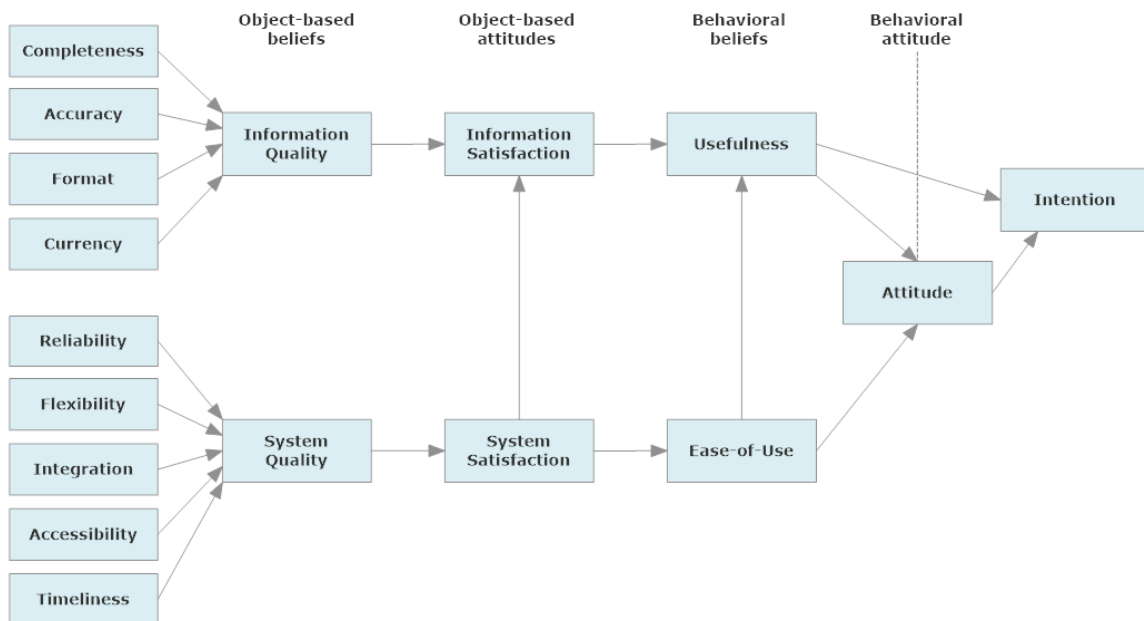 Object-based
beliefs
Object-based
attitudes
Behavioral
beliefs
Behavioral
attitude
Completeness
Accuracy
Format
Currency
Information
Quality
Information
Satisfaction
Usefulness
Intention
Attitude
Reliability
Flexibility
Integration
Accessibility
Timeliness
System
Quality
System
Satisfaction
Ease-of-Use